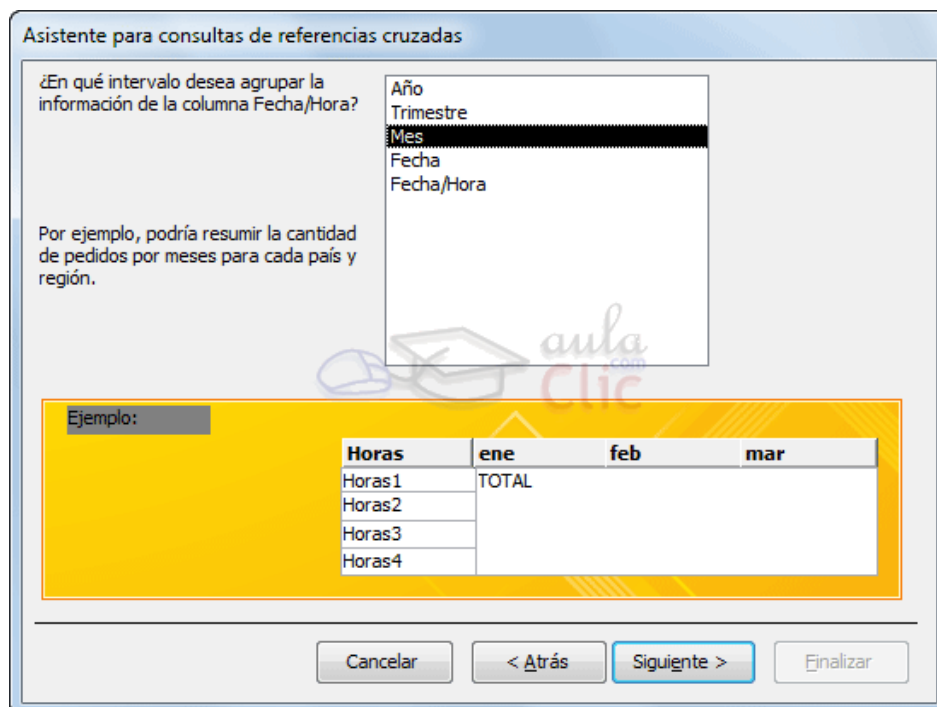 Asistente para consultas de referencias cruzadas
¿En qué intervalo desea agrupar la
información de la columna Fecha/Hora?
Año
Trimestre
Mes
Fecha
Fecha/Hora
Por ejemplo, podría resumir la cantidad
de pedidos por meses para cada país y
región.
aula
.com
Clic
Ejemplo:
Horas ene feb mar
Horas1 TOTAL
Horas2
Horas3
Horas4
Cancelar < Atrás Siguiente > Finalizar